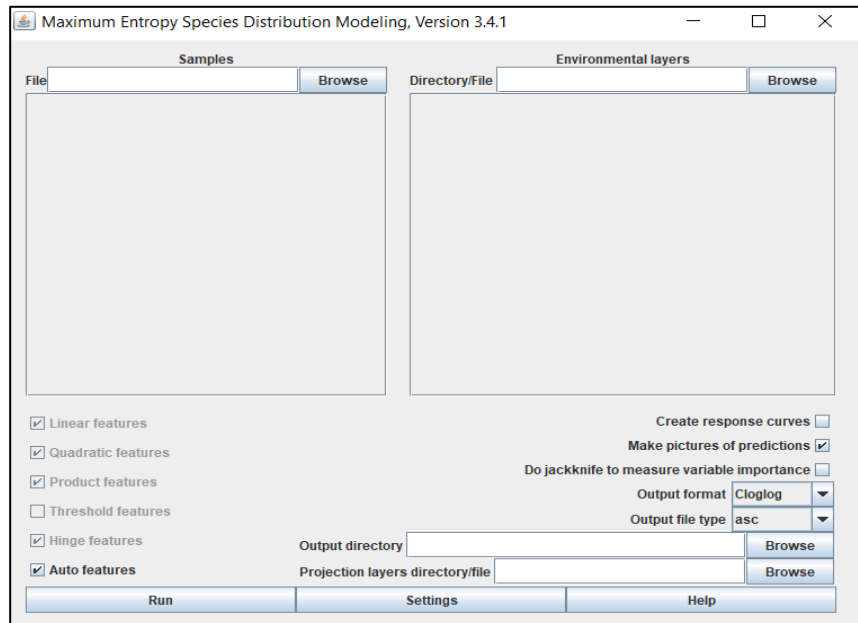 Maximum Entropy Species Distribution Modeling, Version 3.4.1
Samples
File Browse
Environmental layers
Directory/File Browse
Linear features
Quadratic features
Product features
Threshold features
Hinge features
Auto features
Create response curves
Make pictures of predictions
Do jackknife to measure variable importance
Output format Cloglog
Output file type asc
Output directory Browse
Projection layers directory/file Browse
Run Settings Help